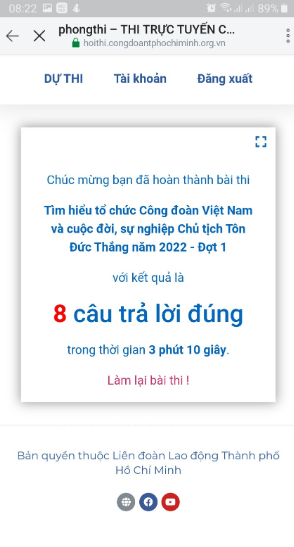 08:22
89%
phongthi – THI TRỰC TUYẾN C...
hoithi.congdoantphochiminh.org.vn
DỰ THI Tài khoản Đăng xuất
Chúc mừng bạn đã hoàn thành bài thi
Tìm hiểu tổ chức Công đoàn Việt Nam
và cuộc đời, sự nghiệp Chủ tịch Tôn
Đức Thắng năm 2022 - Đợt 1
với kết quả là
8 câu trả lời đúng
trong thời gian 3 phút 10 giây.
Làm lại bài thi !
Bản quyền thuộc Liên đoàn Lao động Thành phố
Hồ Chí Minh